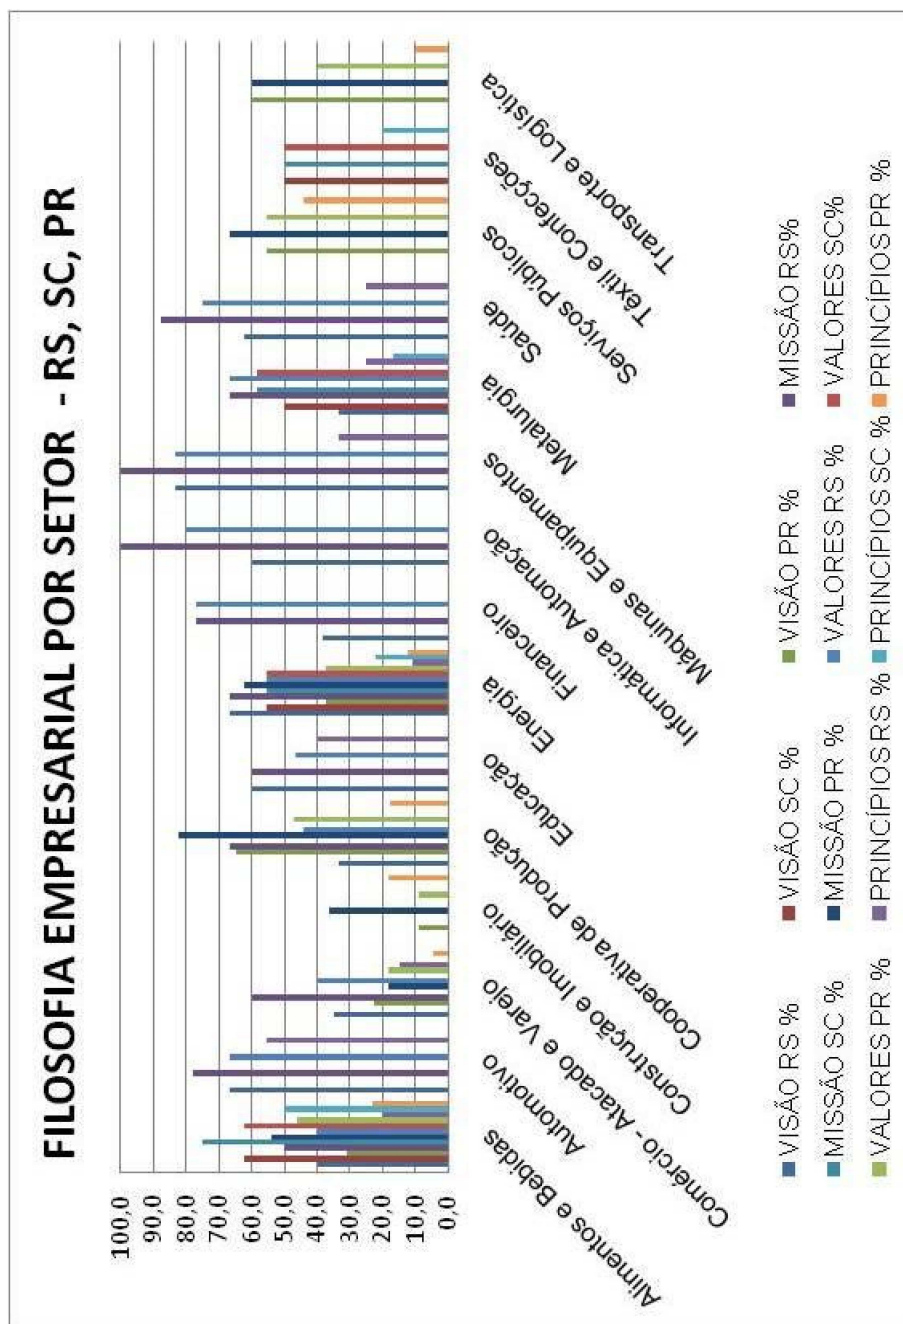 FILOSOFIA EMPRESARIAL POR SETOR - RS, SC, PR
100,0
90,0
80,0
70,0
60,0
50,0
40,0
30,0
20,0
10,0
0,0
Alimentos e Bebidas
Automotivo
Comércio - Atacado e Varejo
Construção e Imobiliário
Cooperativa de Produção
Educação
Energia
Financeiro
Informática e Automação
Máquinas e Equipamentos
Metalurgia
Saúde
Serviços Públicos
Têxtil e Confecções
Transporte e Logística
VISÃO RS % VISÃO SC % VISÃO PR % MISSÃO RS%
MISSÃO SC % MISSÃO PR % VALORES RS % VALORES SC%
VALORES PR % PRINCÍPIOS RS % PRINCÍPIOS SC % PRINCÍPIOS PR %